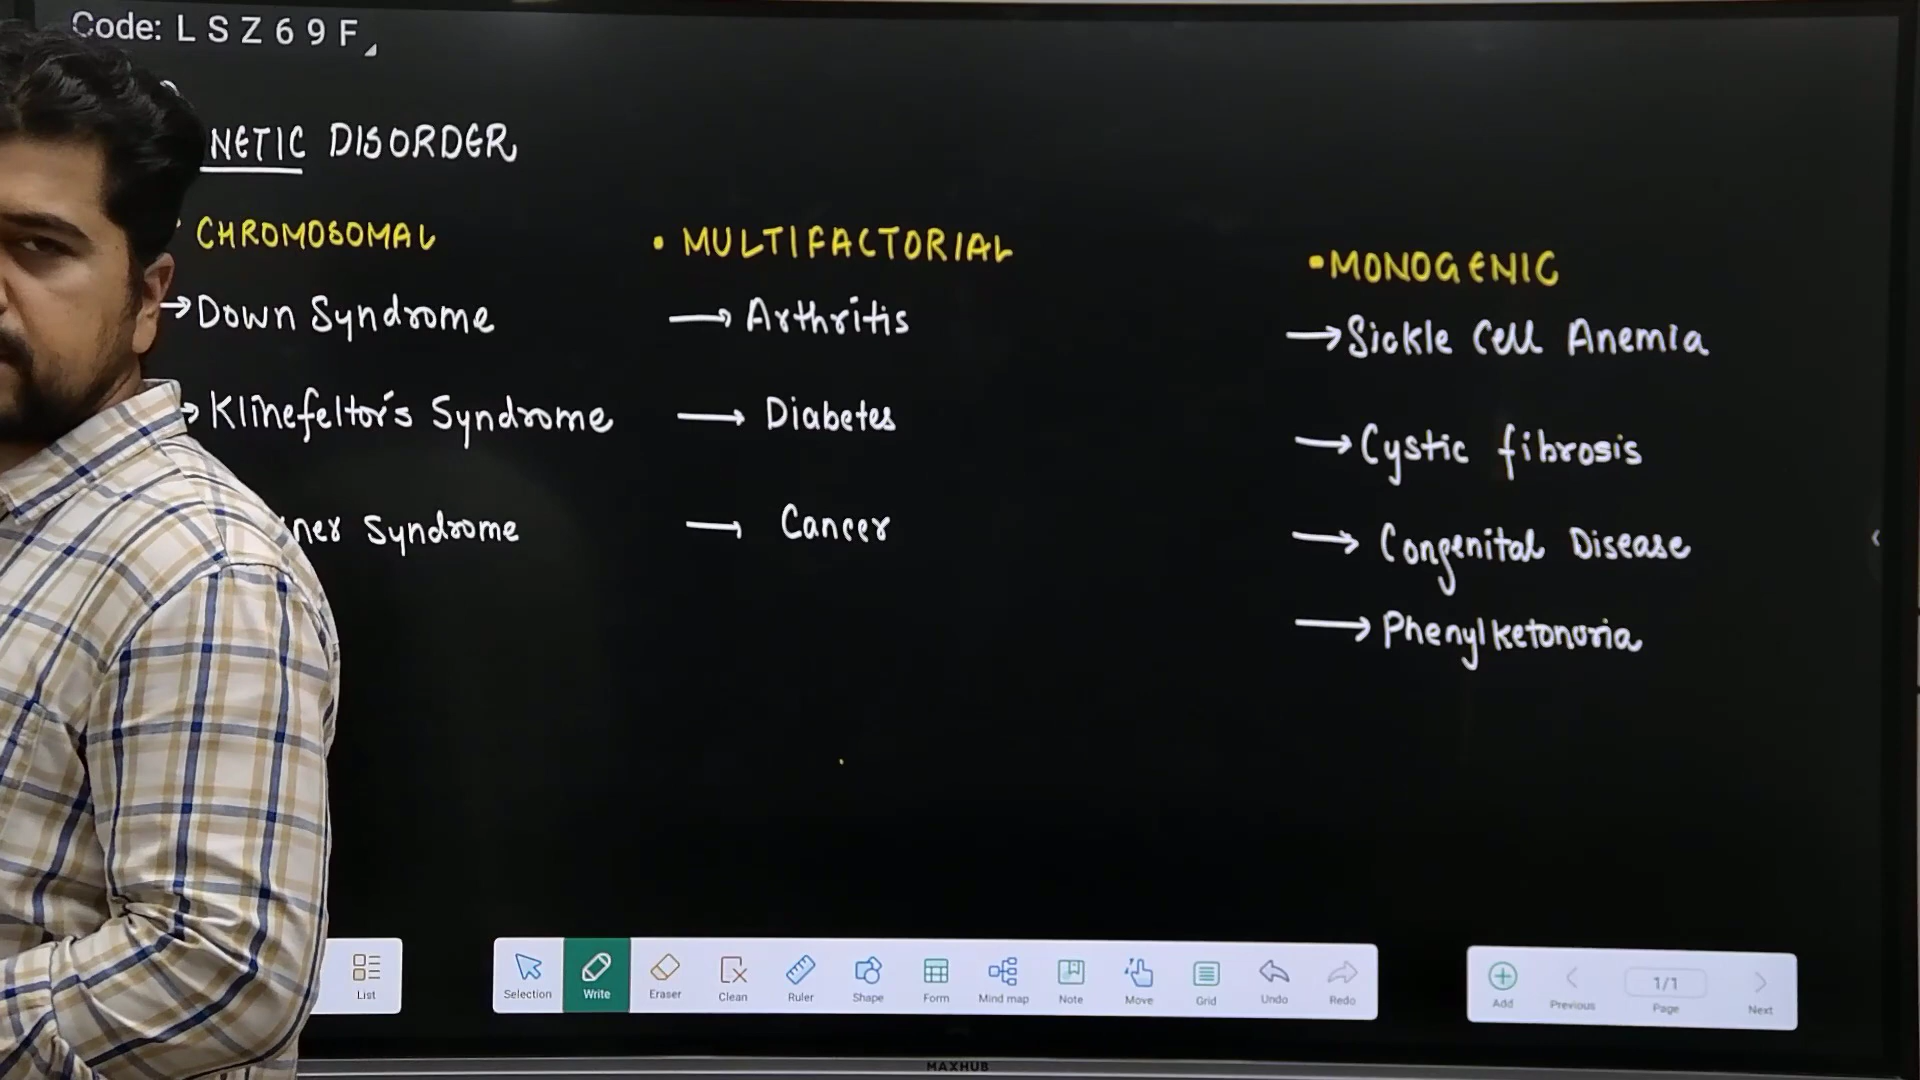 Code: L S Z 6 9 F
NETIC DISORDER
• CHROMOSOMAL
→ Down Syndrome
→ Klinefeltor's Syndrome
ner Syndrome
• MULTIFACTORIAL
→ Arthritis
→ Diabetes
→ Cancer
• MONOGENIC
→ Sickle Cell Anemia
→ Cystic fibrosis
→ Congenital Disease
→ Phenylketonuria
List
Selection
Write
Eraser
Clean
Ruler
Shape
Form
Mind map
Note
Move
Grid
Undo
Redo
Add
Previous
1/1
Page
Next
MAXHUB